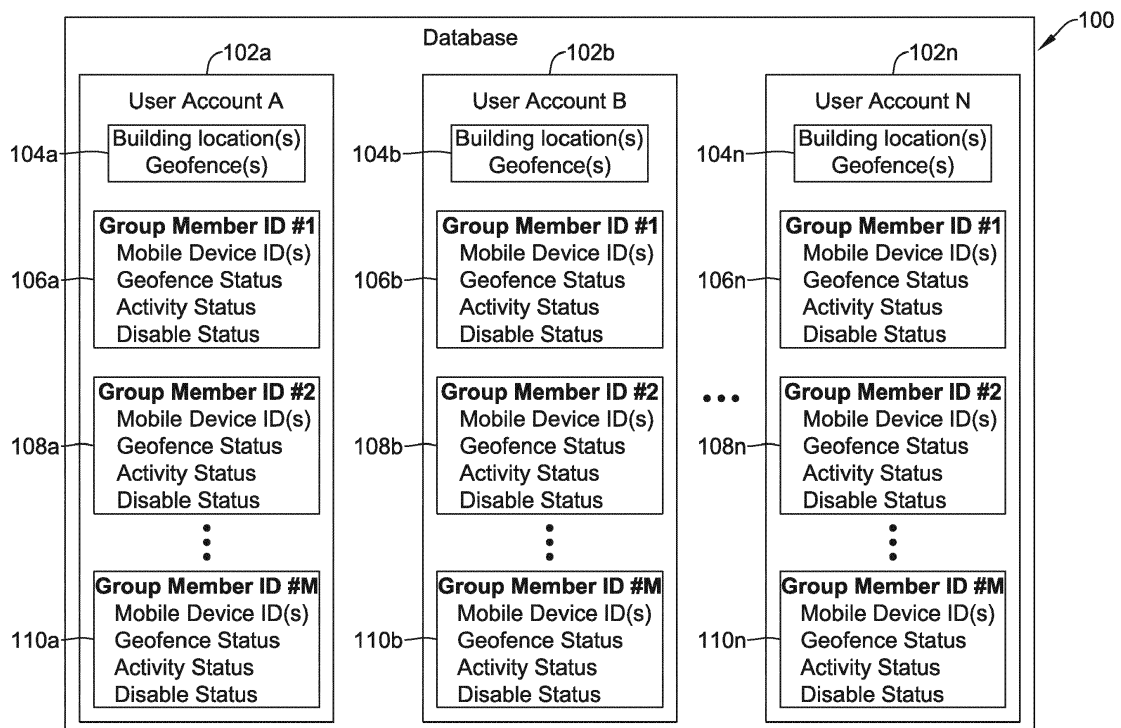 Database
100
102a
102b
102n
User Account A
User Account B
User Account N
104a
Building location(s)
Geofence(s)
104b
Building location(s)
Geofence(s)
104n
Building location(s)
Geofence(s)
106a
Group Member ID #1
Mobile Device ID(s)
Geofence Status
Activity Status
Disable Status
106b
Group Member ID #1
Mobile Device ID(s)
Geofence Status
Activity Status
Disable Status
106n
Group Member ID #1
Mobile Device ID(s)
Geofence Status
Activity Status
Disable Status
108a
Group Member ID #2
Mobile Device ID(s)
Geofence Status
Activity Status
Disable Status
108b
Group Member ID #2
Mobile Device ID(s)
Geofence Status
Activity Status
Disable Status
108n
Group Member ID #2
Mobile Device ID(s)
Geofence Status
Activity Status
Disable Status
110a
Group Member ID #M
Mobile Device ID(s)
Geofence Status
Activity Status
Disable Status
110b
Group Member ID #M
Mobile Device ID(s)
Geofence Status
Activity Status
Disable Status
110n
Group Member ID #M
Mobile Device ID(s)
Geofence Status
Activity Status
Disable Status